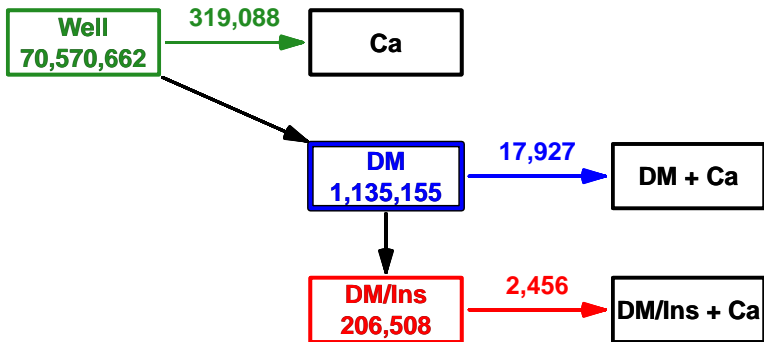 Well
70,570,662
319,088
Ca
DM
1,135,155
17,927
DM + Ca
DM/Ins
206,508
2,456
DM/Ins + Ca